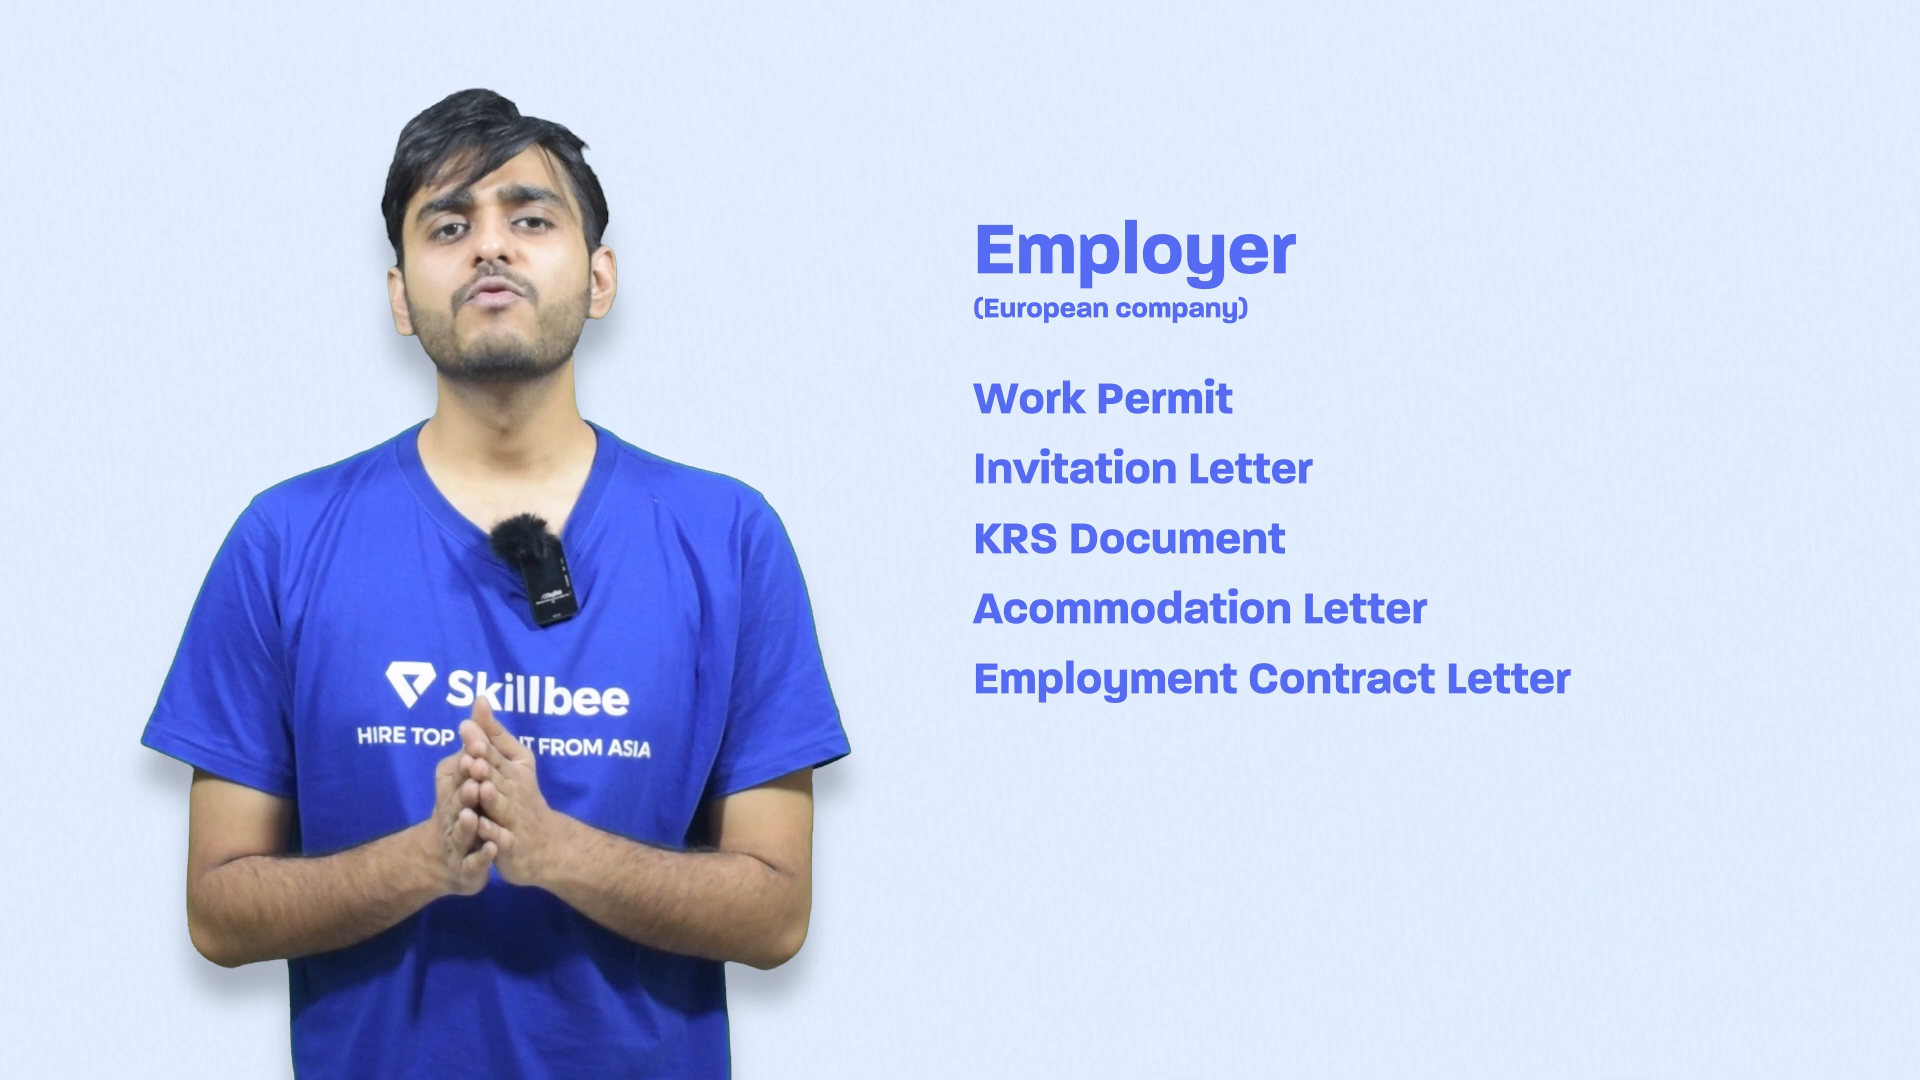 Employer
(European company)
Work Permit
Invitation Letter
KRS Document
Acommodation Letter
Employment Contract Letter
Skillbee
HIRE TOP FROM ASIA